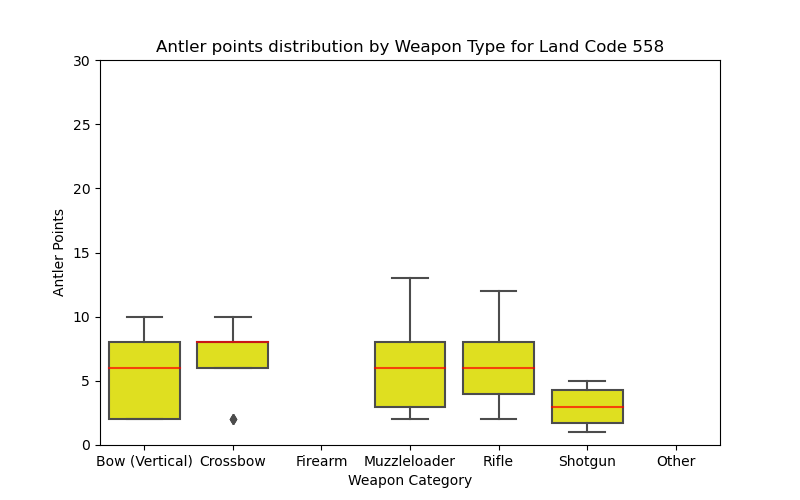 Antler points distribution by Weapon Type for Land Code 558
30
25
20
15
10
5
0
Antler Points
Bow (Vertical) Crossbow Firearm Muzzleloader Rifle Shotgun Other
Weapon Category